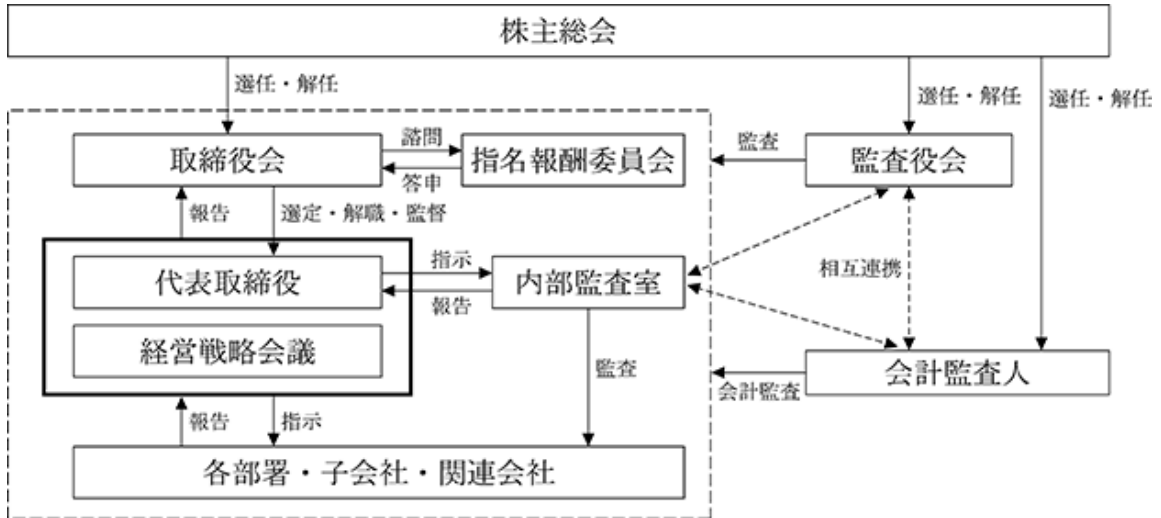 株主総会
選任・解任
選任・解任
選任・解任
取締役会
諮問
答申
指名報酬委員会
監査
監査役会
報告
選定・解職・監督
代表取締役
指示
報告
内部監査室
相互連携
経営戦略会議
監査
会計監査
会計監査人
報告
指示
各部署・子会社・関連会社